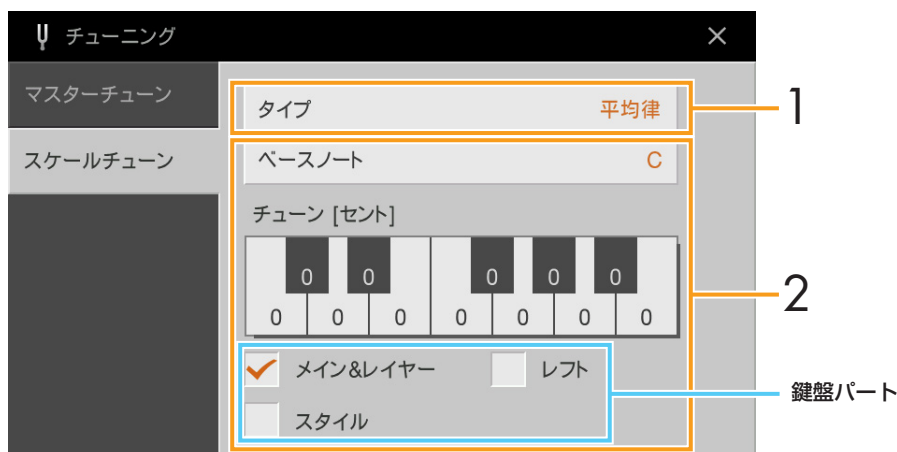 チューニング ×
マスターチューン
スケールチューン
タイプ 平均律
1
ベースノート C
チューン [セント]
0 0 0 0 0
0 0 0 0 0 0 0
2
メイン&レイヤー レフト
鍵盤パート
スタイル